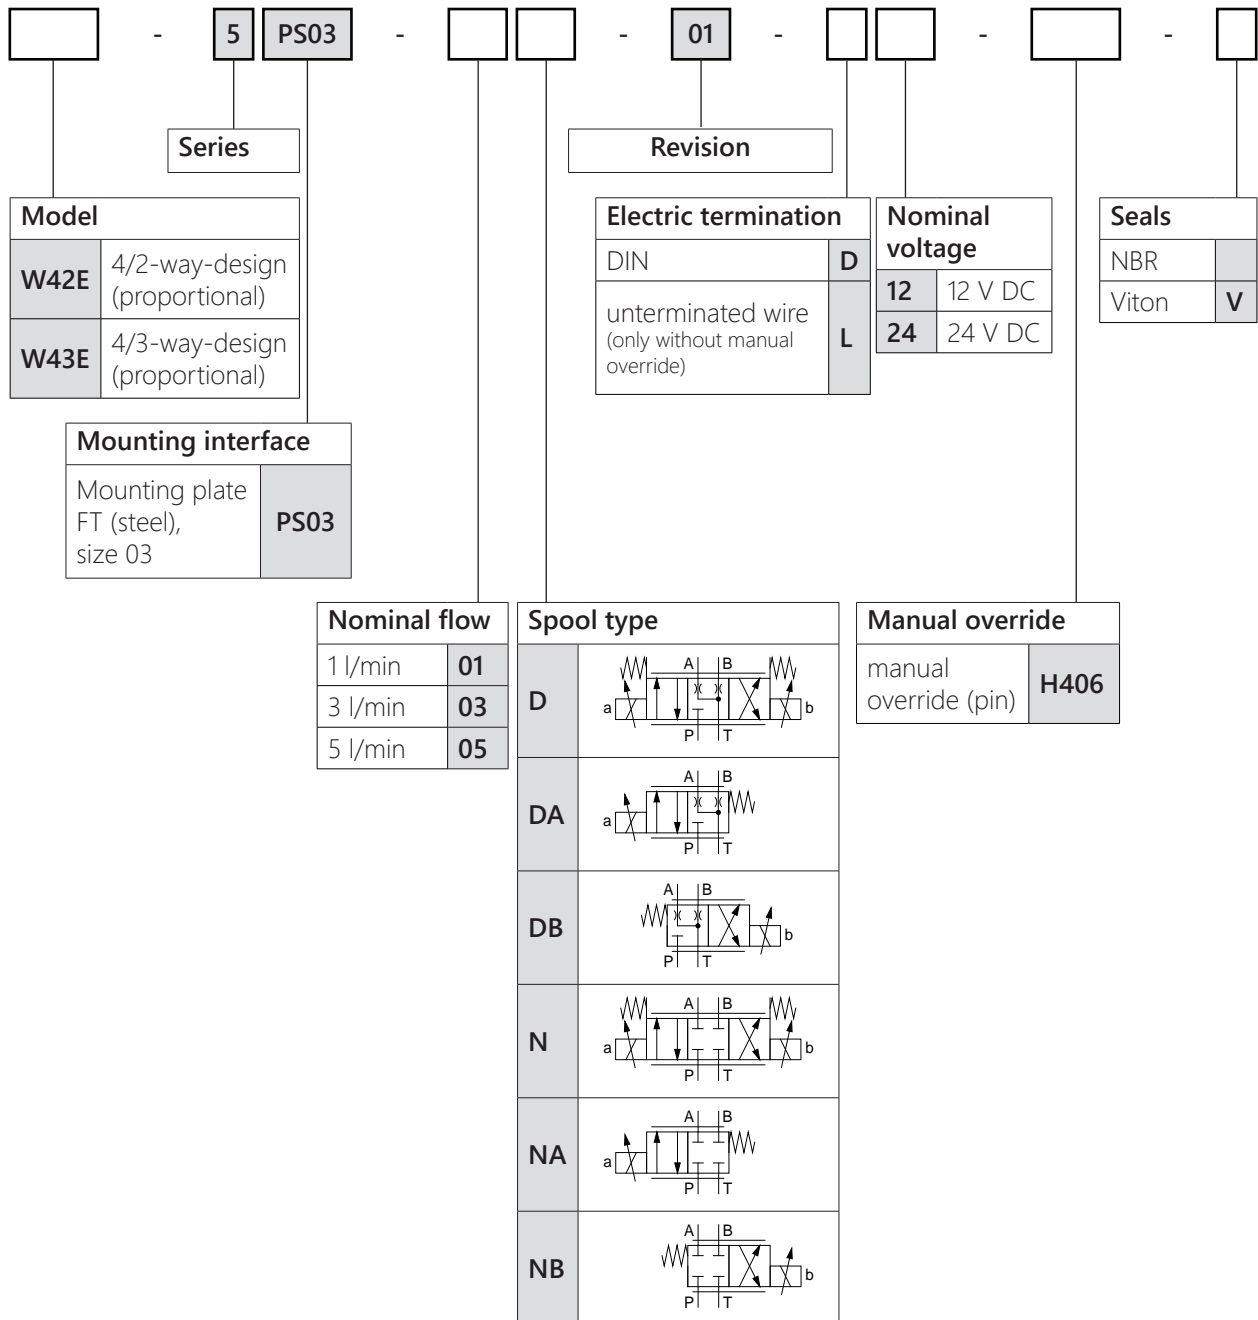 - 5 PS03 - - 01 - - -
Series
Revision
Model
W42E 4/2-way-design
(proportional)
W43E 4/3-way-design
(proportional)
Electric termination
DIN D
unterminated wire
(only without manual
override)
L
Nominal
voltage
12 12 V DC
24 24 V DC
Seals
NBR
Viton V
Mounting interface
Mounting plate
FT (steel),
size 03
PS03
Nominal flow
1 l/min 01
3 l/min 03
5 l/min 05
Spool type
D
A B
a b
P T
DA
A B
a
P T
DB
A B
b
P T
N
A B
a b
P T
NA
A B
a
P T
NB
A B
b
P T
Manual override
manual
override (pin)
H406